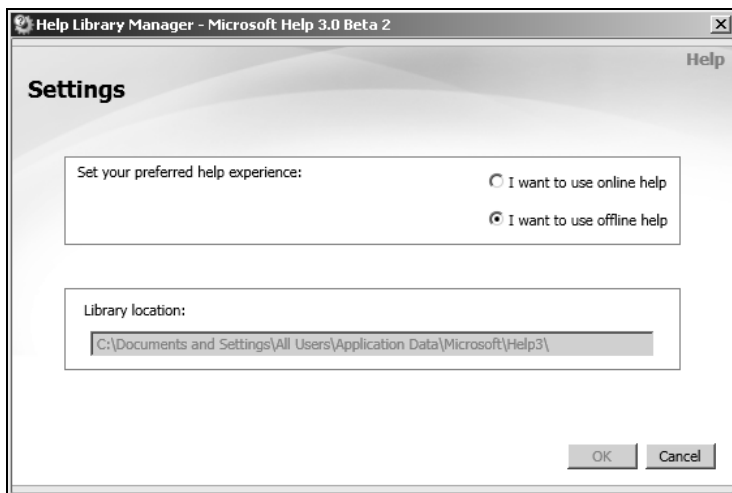 Help Library Manager - Microsoft Help 3.0 Beta 2
Help
Settings
Set your preferred help experience:
I want to use online help
I want to use offline help
Library location:
C:\Documents and Settings\All Users\Application Data\Microsoft\Help3\
OK
Cancel